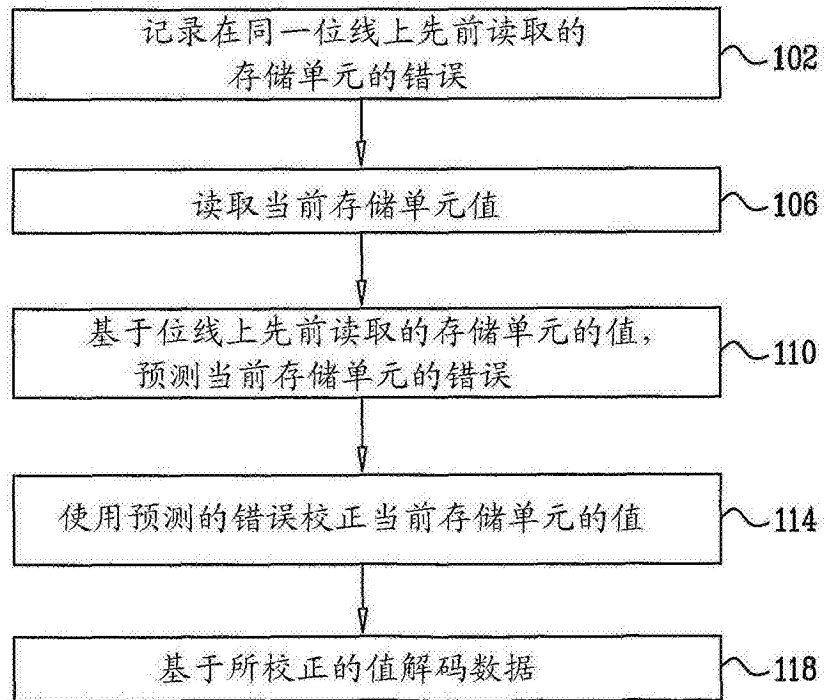 记录在同一位线上先前读取的
存储单元的错误
102
读取当前存储单元值
106
基于位线上先前读取的存储单元的值，
预测当前存储单元的错误
110
使用预测的错误校正当前存储单元的值
114
基于所校正的值解码数据
118